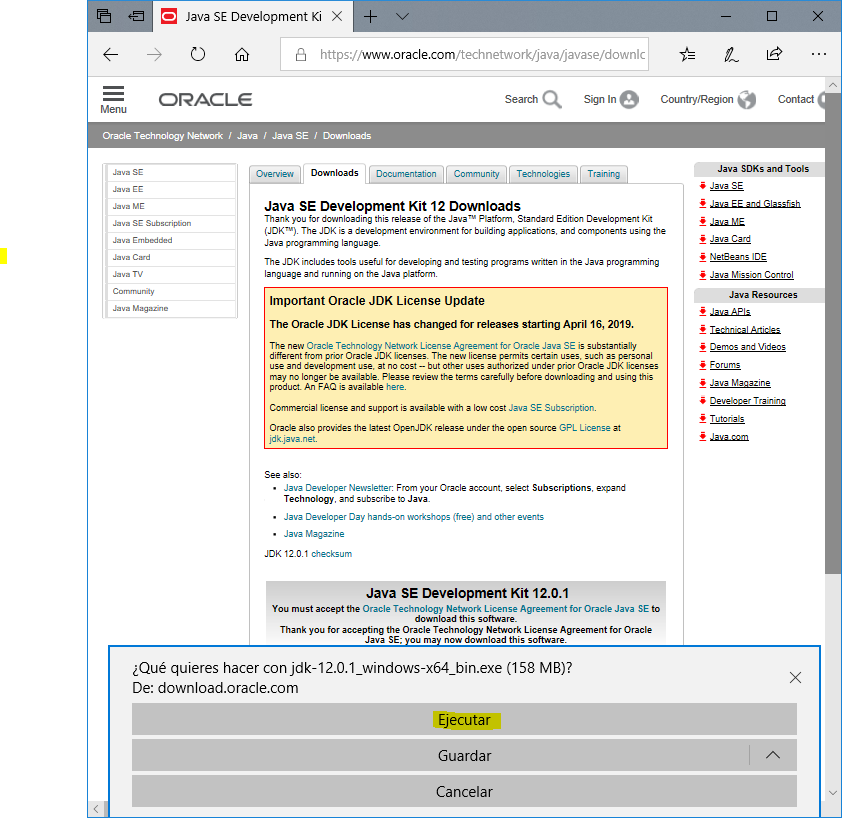 Java SE Development Ki
https://www.oracle.com/technetwork/java/javase/downlc
Menu
ORACLE
Search
Sign In
Country/Region
Contact
Oracle Technology Network / Java / Java SE / Downloads
Java SE
Java EE
Java ME
Java SE Subscription
Java Embedded
Java Card
Java TV
Community
Java Magazine
Overview
Downloads
Documentation
Community
Technologies
Training
Java SE Development Kit 12 Downloads
Thank you for downloading this release of the Java™ Platform, Standard Edition Development Kit
(JDK™). The JDK is a development environment for building applications, and components using the
Java programming language.
The JDK includes tools useful for developing and testing programs written in the Java programming
language and running on the Java platform.
Important Oracle JDK License Update
The Oracle JDK License has changed for releases starting April 16, 2019.
The new Oracle Technology Network License Agreement for Oracle Java SE is substantially
different from prior Oracle JDK licenses. The new license permits certain uses, such as personal
use and development use, at no cost -- but other uses authorized under prior Oracle JDK licenses
may no longer be available. Please review the terms carefully before downloading and using this
product. An FAQ is available here.
Commercial license and support is available with a low cost Java SE Subscription.
Oracle also provides the latest OpenJDK release under the open source GPL License at
jdk.java.net.
See also:
• Java Developer Newsletter: From your Oracle account, select Subscriptions, expand
Technology, and subscribe to Java.
• Java Developer Day hands-on workshops (free) and other events
• Java Magazine
JDK 12.0.1 checksum
Java SE Development Kit 12.0.1
You must accept the Oracle Technology Network License Agreement for Oracle Java SE to
download this software.
Thank you for accepting the Oracle Technology Network License Agreement for Oracle
Java SE; you may now download this software.
Java SDKs and Tools
Java SE
Java EE and Glassfish
Java ME
Java Card
NetBeans IDE
Java Mission Control
Java Resources
Java APIs
Technical Articles
Demos and Videos
Forums
Java Magazine
Developer Training
Tutorials
Java.com
¿Qué quieres hacer con jdk-12.0.1_windows-x64_bin.exe (158 MB)?
De: download.oracle.com
Ejecutar
Guardar
Cancelar